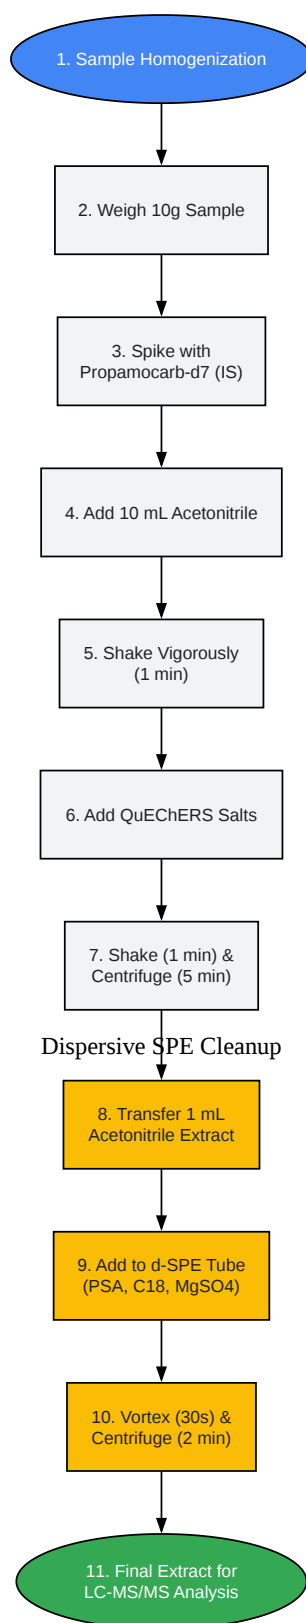 1. Sample Homogenization
2. Weigh 10g Sample
3. Spike with
Propamocarb-d7 (IS)
4. Add 10 mL Acetonitrile
5. Shake Vigorously
(1 min)
6. Add QuEChERS Salts
7. Shake (1 min) &
Centrifuge (5 min)
Dispersive SPE Cleanup
8. Transfer 1 mL
Acetonitrile Extract
9. Add to d-SPE Tube
(PSA, C18, MgSO4)
10. Vortex (30s) &
Centrifuge (2 min)
11. Final Extract for
LC-MS/MS Analysis